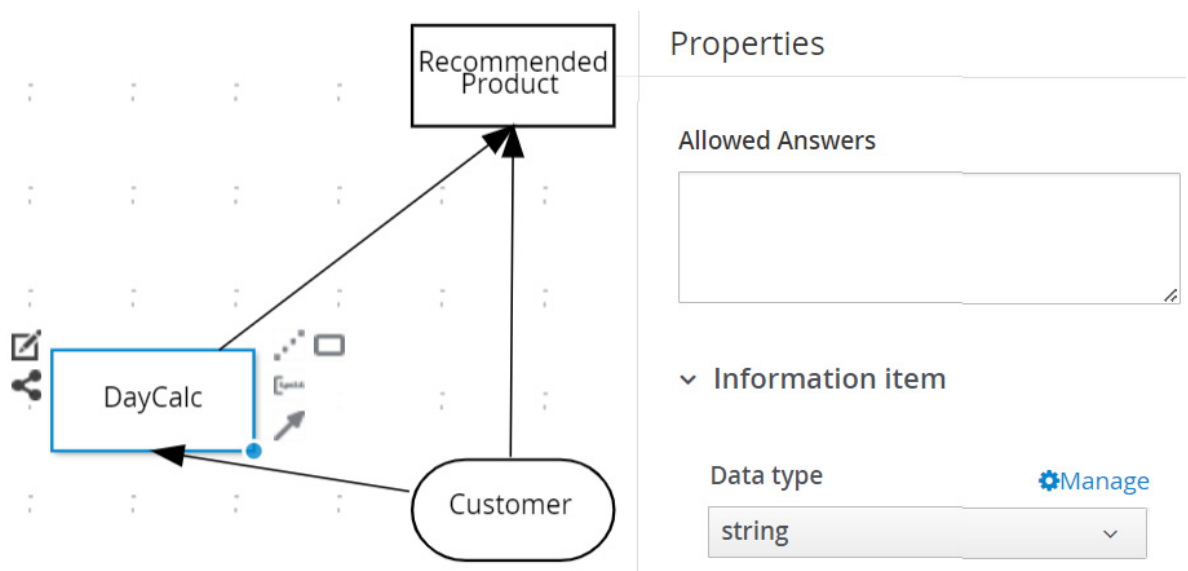 Recommended
Product
DayCalc
Customer
Properties
Allowed Answers
Information item
Data type
Manage
string